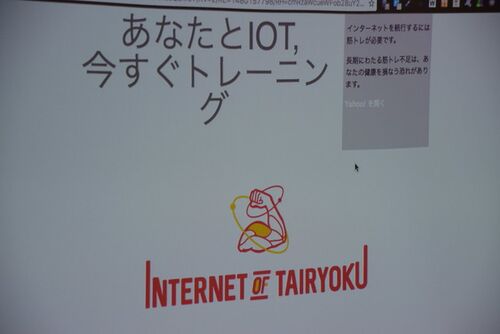 あなたとIOT,
今すぐトレーニン
グ
インターネットを続行するには
筋トレが必要です。
長期にわたる筋トレ不足は、あ
なたの健康を損なう恐れがあり
ます。
Yahoo! を開く
INTERNET OF TAIRYOKU